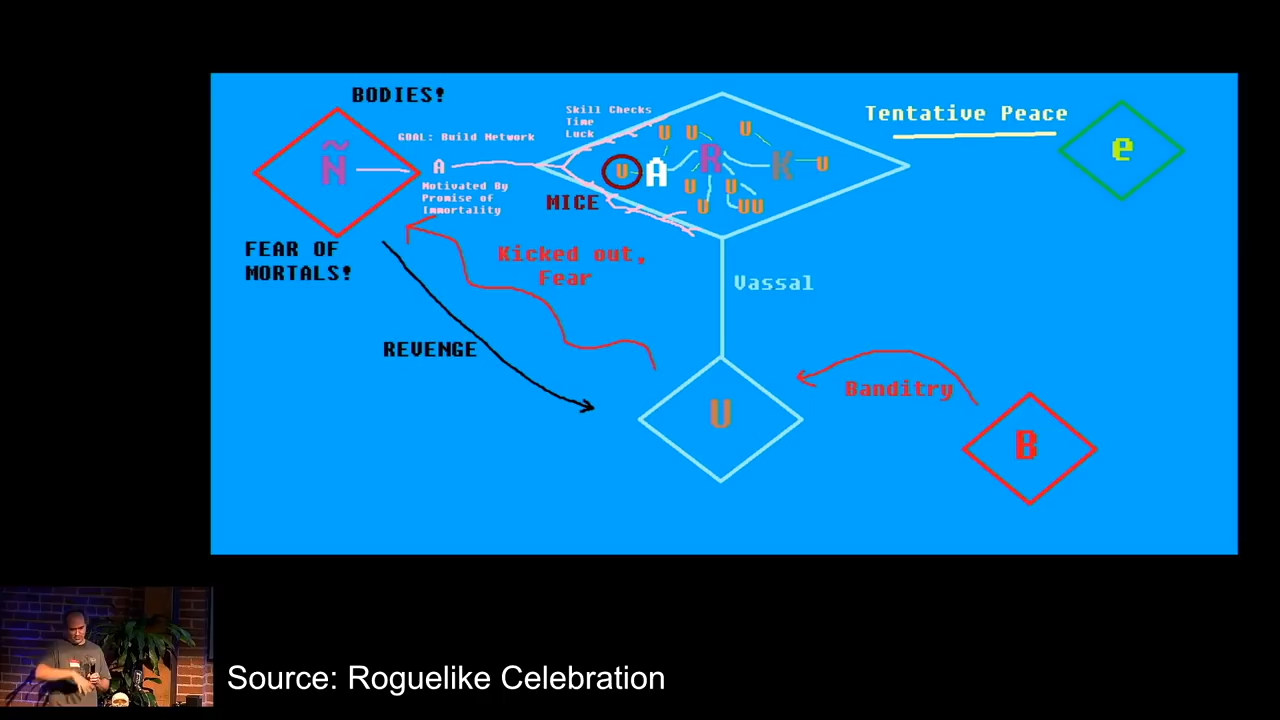 BODIES!
Ñ
GOAL: Build Network
A
Motivated By
Promise of
Immortality
FEAR OF
MORTALS!
Skill Checks
Time
Luck
U U U
U A R K U
U U
U UU
MICE
Tentative Peace
e
Kicked out,
Fear
Vassal
REVENGE
U
Banditry
B
Source: Roguelike Celebration